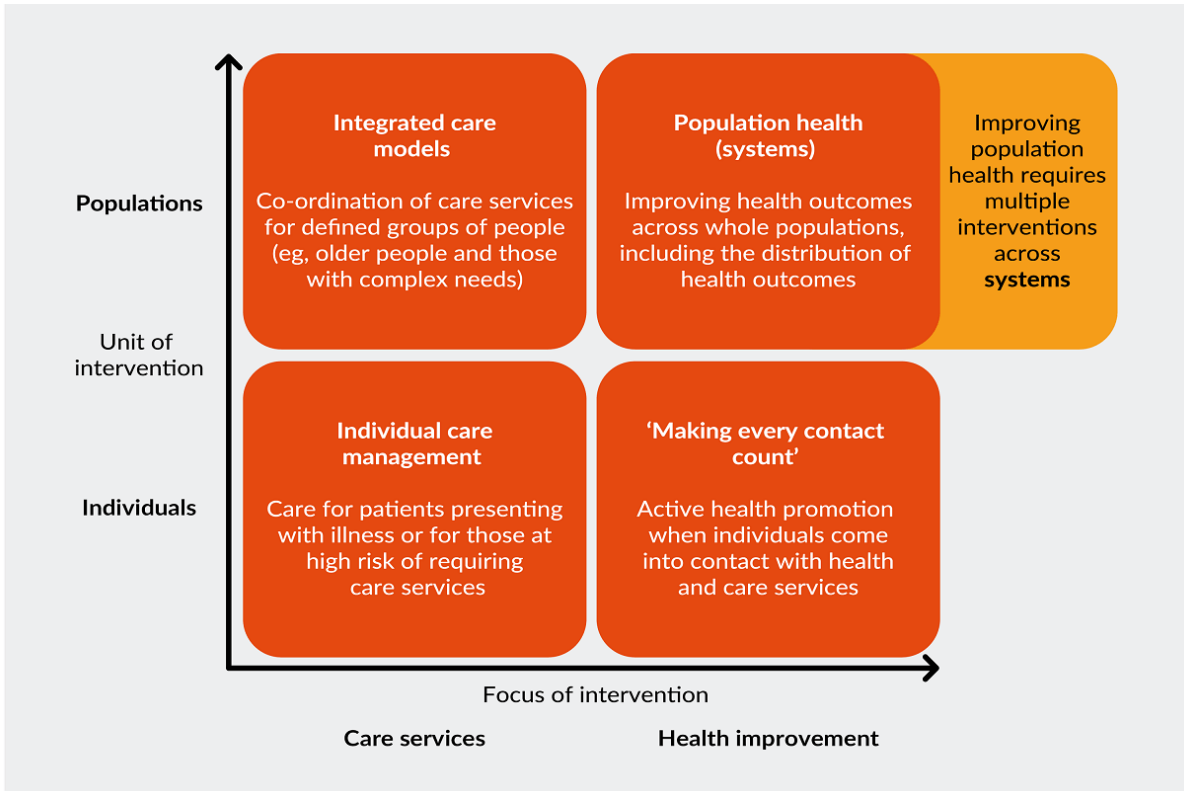 Integrated care
models
Co-ordination of care services
for defined groups of people
(eg, older people and those
with complex needs)
Population health
(systems)
Improving health outcomes
across whole populations,
including the distribution of
health outcomes
Improving
population
health requires
multiple
interventions
across
systems
Populations
Unit of
intervention
Individuals
Individual care
management
Care for patients presenting
with illness or for those at
high risk of requiring
care services
‘Making every contact
count’
Active health promotion
when individuals come
into contact with health
and care services
Focus of intervention
Care services
Health improvement